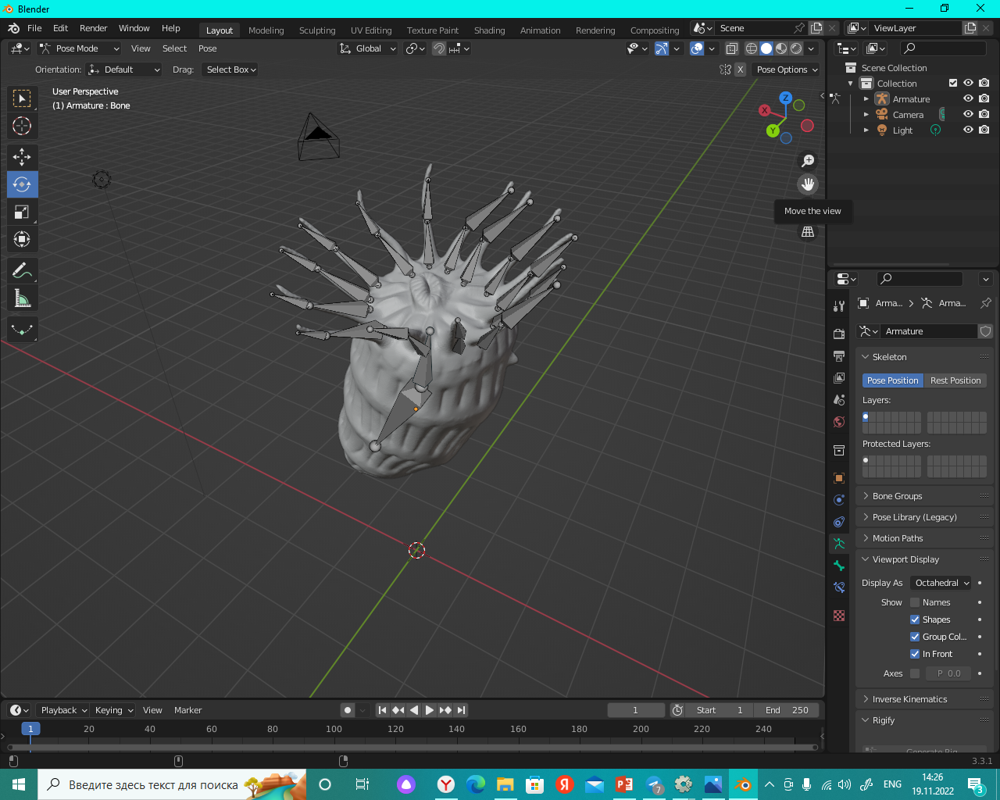 Blender
File Edit Render Window Help
Layout Modeling Sculpting UV Editing Texture Paint Shading Animation Rendering Compositing
Scene
ViewLayer
Pose Mode View Select Pose
Global
Orientation: Default Drag: Select Box
X Pose Options
User Perspective
(1) Armature : Bone
Z
X
Y
Move the view
Scene Collection
Collection
Armature
Camera
Light
Arma... Arma...
Armature
Skeleton
Pose Position Rest Position
Layers:
Protected Layers:
Bone Groups
Pose Library (Legacy)
Motion Paths
Viewport Display
Display As Octahedral
Show Names
Shapes
Group Col...
In Front
Axes P 0.0
Inverse Kinematics
Rigify
Generate Rig
Playback Keying View Marker
1 Start 1 End 250
1 20 40 60 80 100 120 140 160 180 200 220 240
3.3.1
Введите здесь текст для поиска
7
ENG
14:26
19.11.2022
3